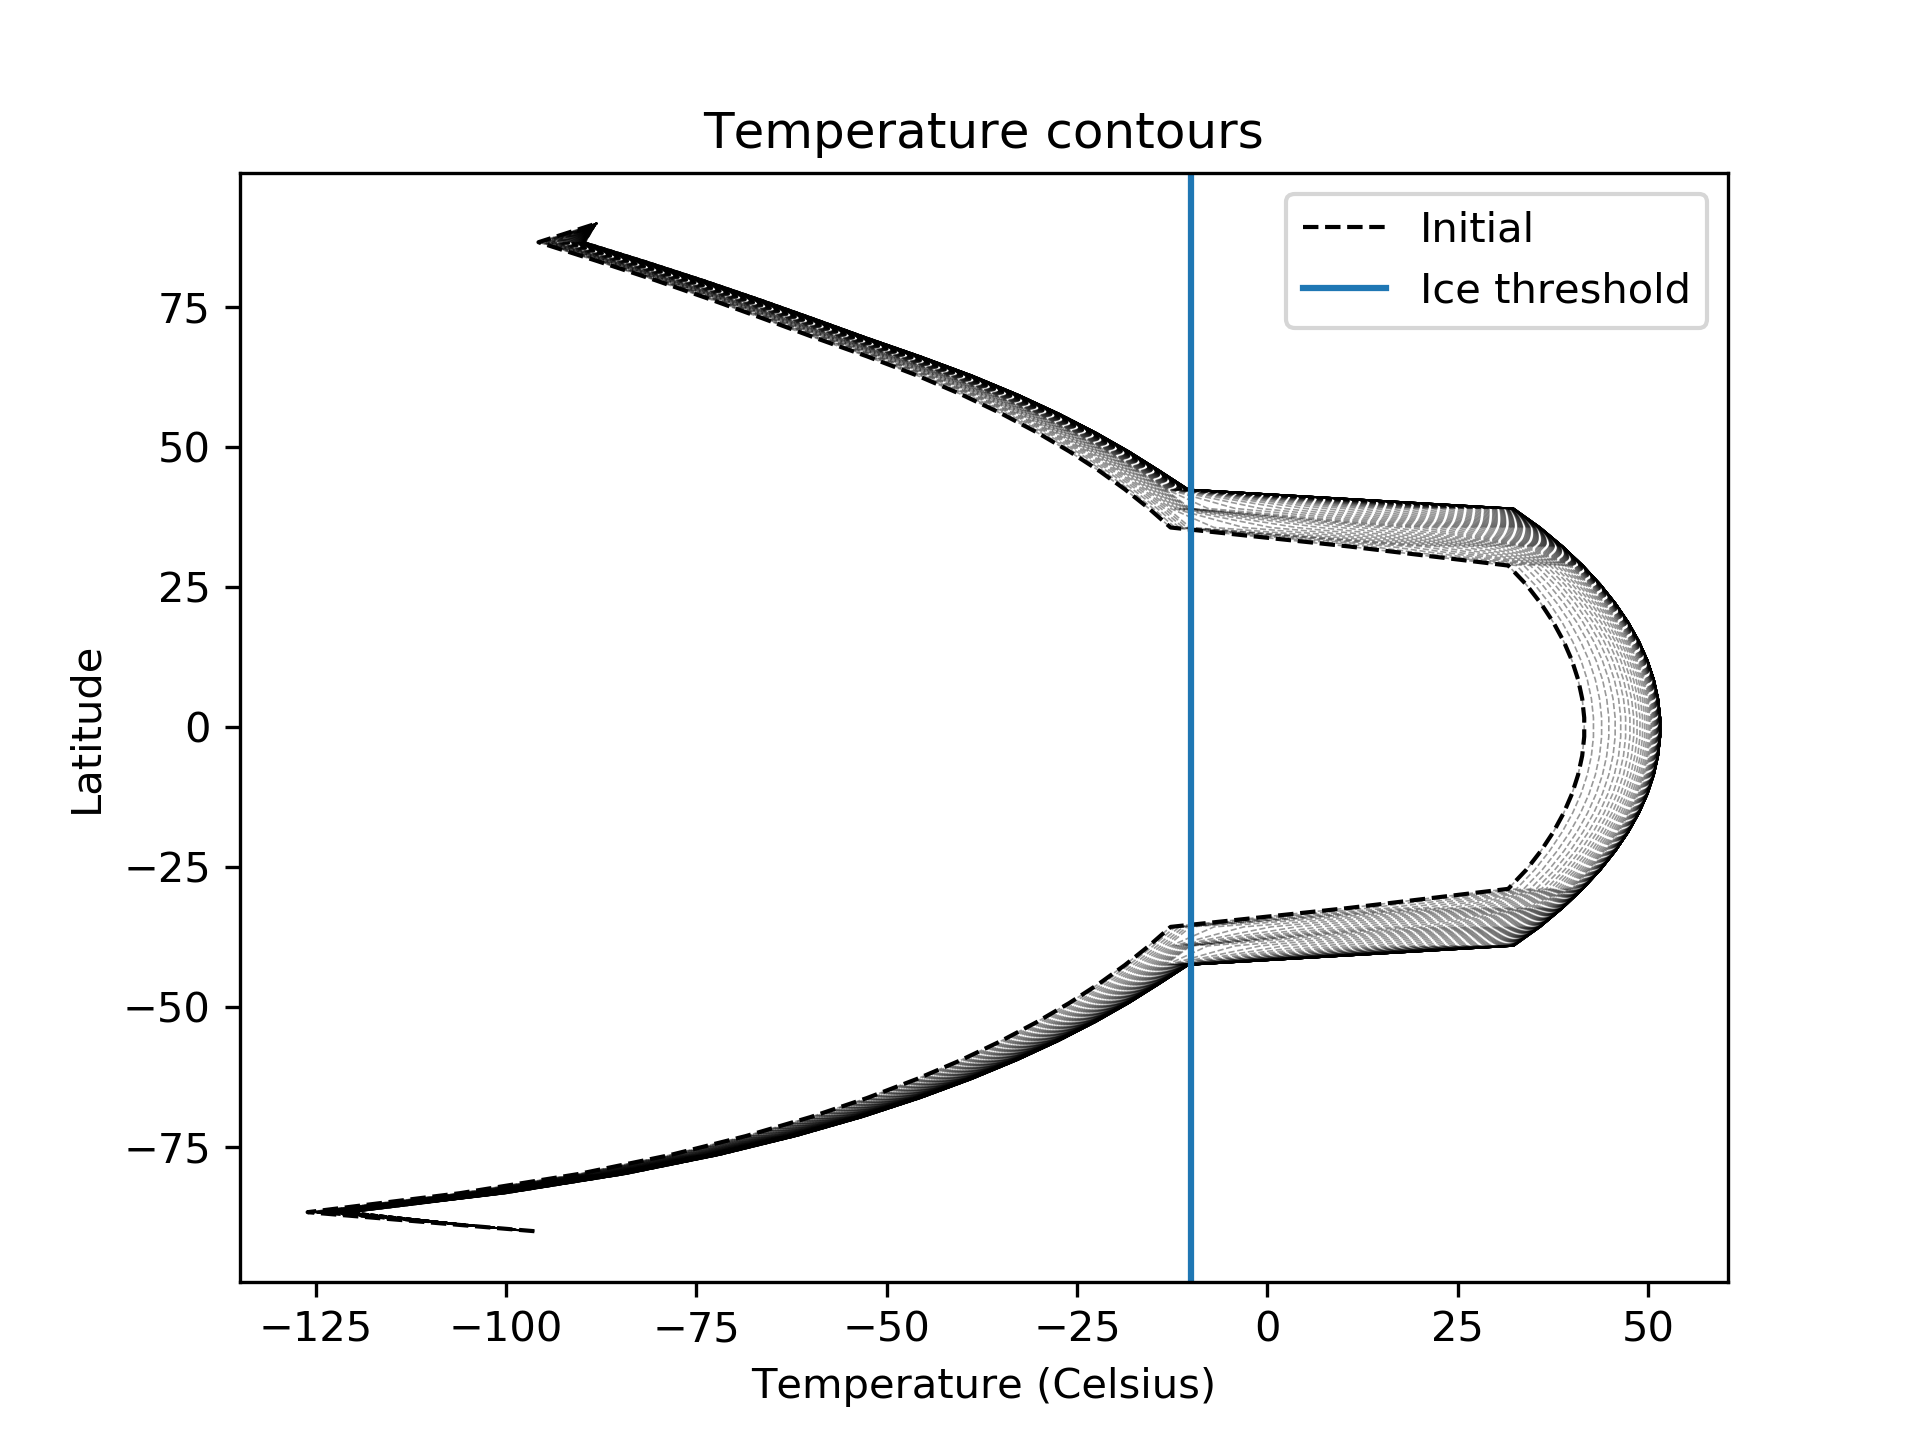 Temperature contours
Initial
Ice threshold
75
50
25
0
−25
−50
−75
Latitude
−125 −100 −75 −50 −25 0 25 50
Temperature (Celsius)